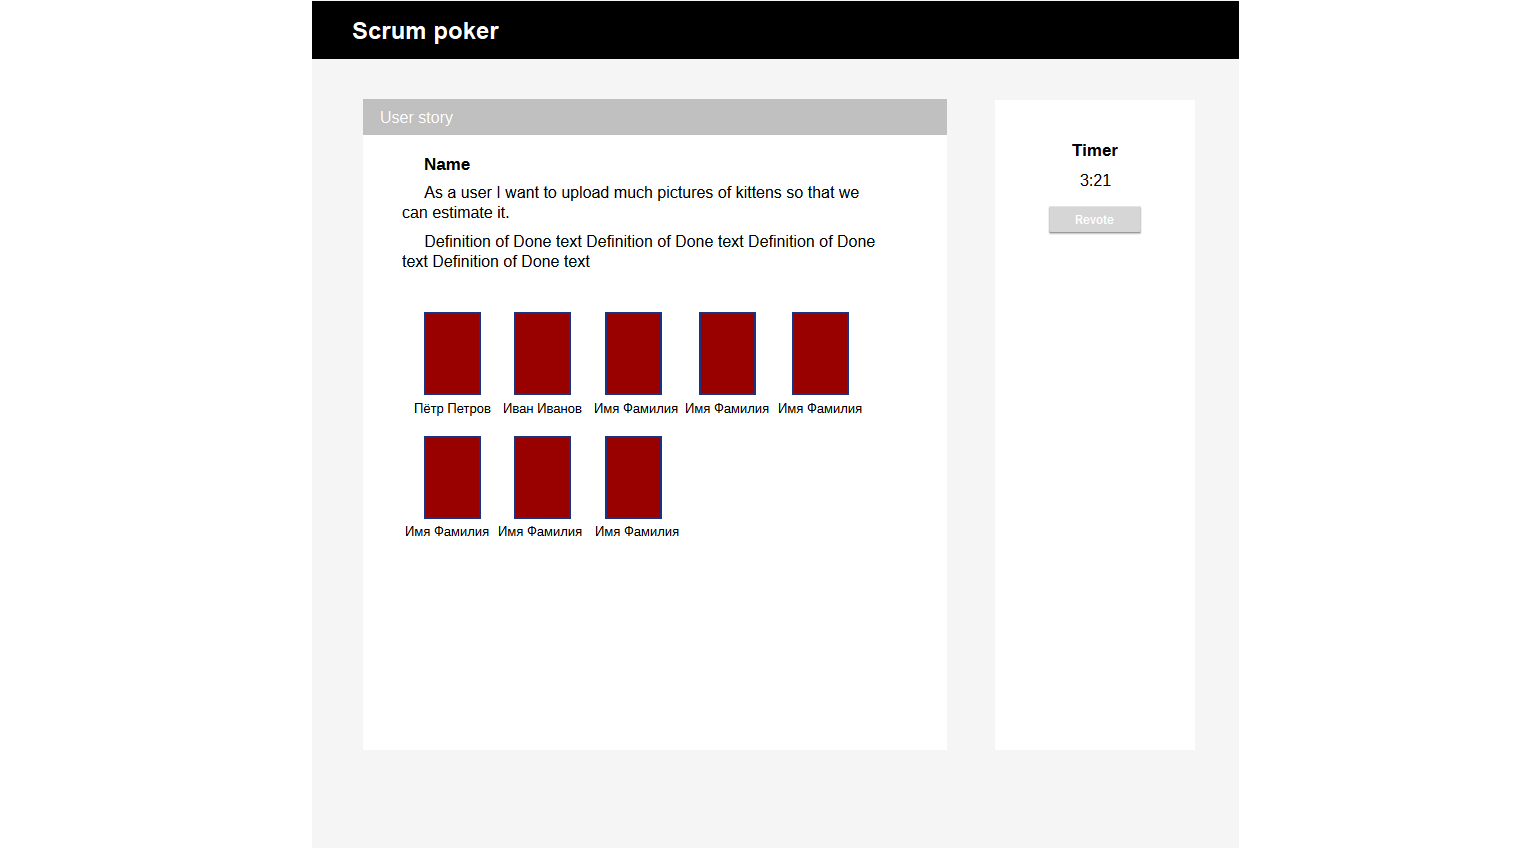 Scrum poker
User story
Name
As a user I want to upload much pictures of kittens so that we
can estimate it.
Definition of Done text Definition of Done text Definition of Done
text Definition of Done text
Пётр Петров Иван Иванов Имя Фамилия Имя Фамилия Имя Фамилия
Имя Фамилия Имя Фамилия Имя Фамилия
Timer
3:21
Revote